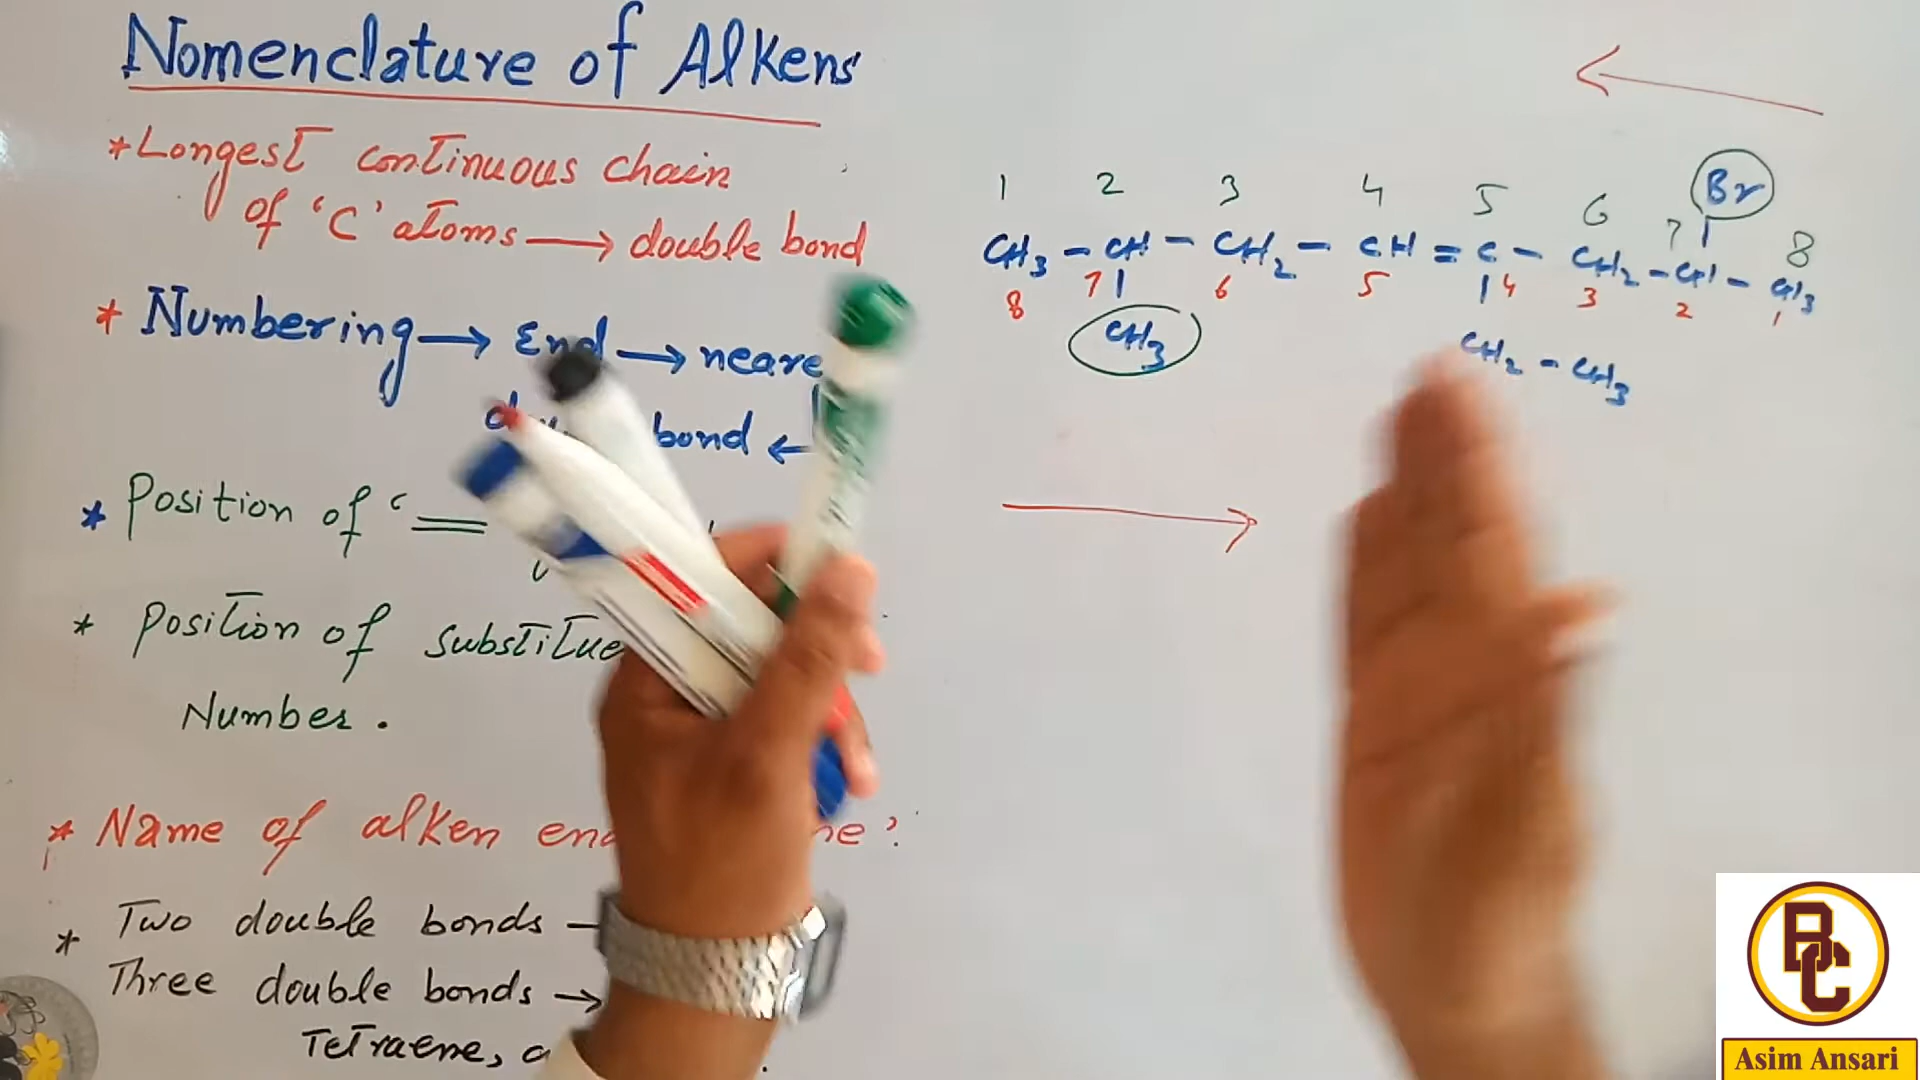 Nomenclature of Alkens
*Longest continuous chain
of 'C' atoms → double bond
* Numbering → End → neare
bond ←
* Position of ' =
* Position of substitue
Number.
* Name of alken en
* Two double bonds –
Three double bonds →
Tetraene,
←
1 2 3 4 5 6 7 Br 8
CH3 – CH – CH2 – CH = C – CH2 – CH – CH3
8 7 6 5 4 3 2 1
CH3 CH2 – CH3
→
BC
Asim Ansari